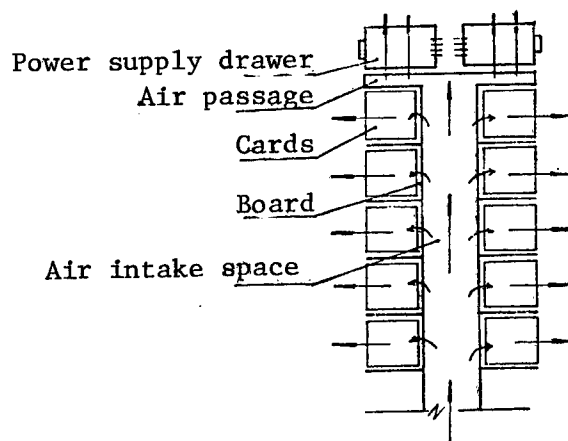 Power supply drawer
Air passage
Cards
Board
Air intake space